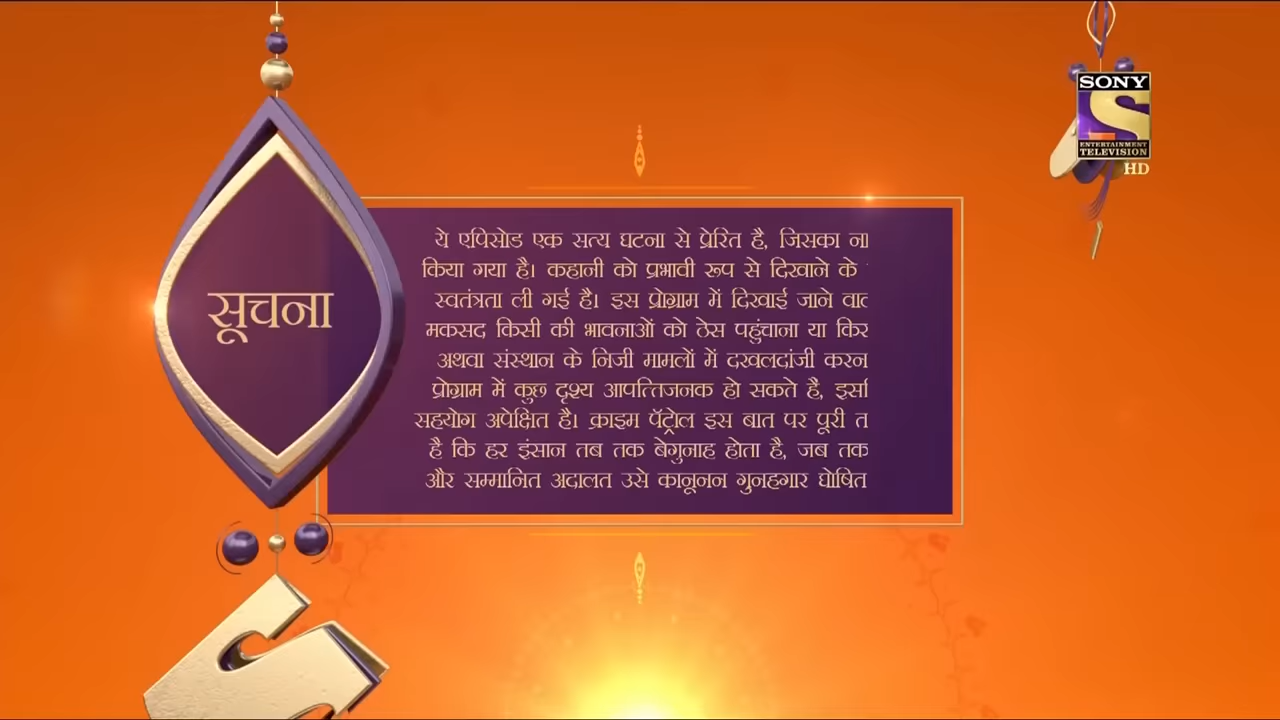 सूचना
ये एपिसोड एक सत्य घटना से प्रेरित है, जिसका ना
किया गया है। कहानी को प्रभावी रूप से दिखाने के
स्वतंत्रता ली गई है। इस प्रोग्राम में दिखाई जाने
मकसद किसी की भावनाओं को ठेस पहुंचाना या
अथवा संस्थान के निजी मामलों में दखलदांजी
प्रोग्राम में कुछ दृश्य आपत्तिजनक हो सकते है,
सहयोग अपेक्षित है। क्राइम पॅट्रोल इस बात पर पूरी त
है कि हर इंसान तब तक बेगुनाह होता है, जब तक
और सम्मानित अदालत उसे कानूनन गुनहगार घोषित
SONY
ENTERTAINMENT
TELEVISION
HD